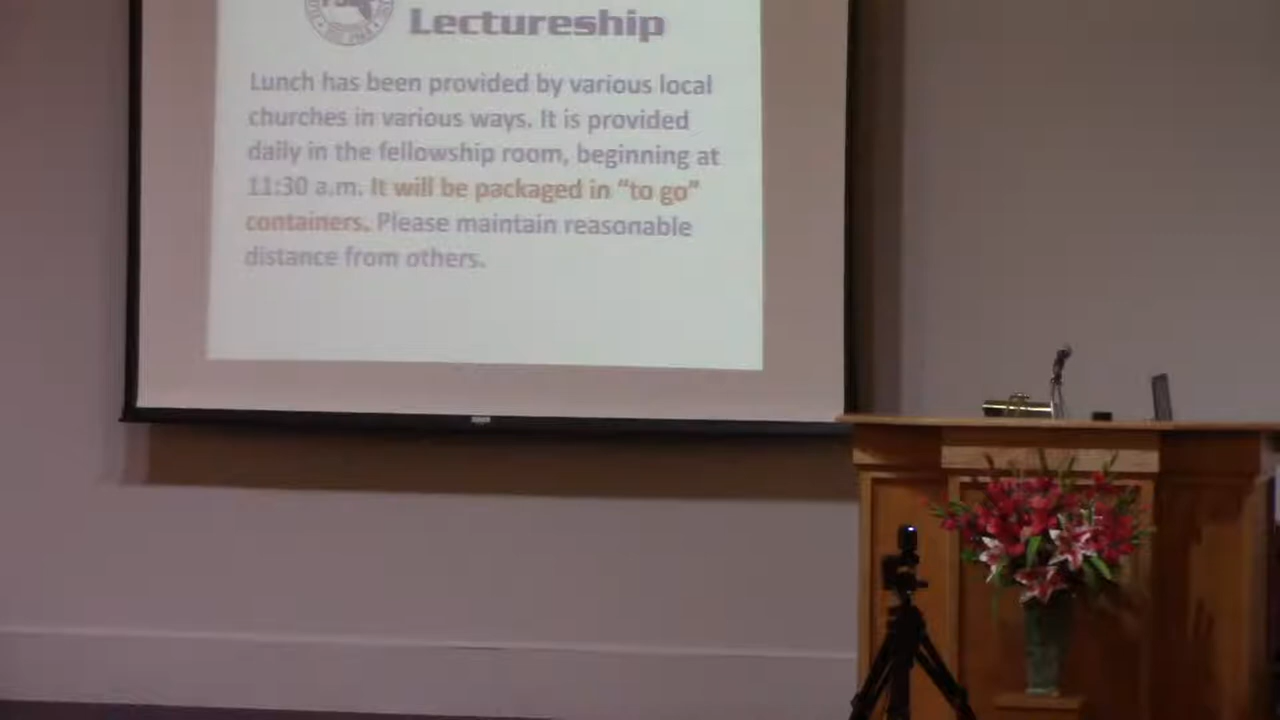 Lectureship
Lunch has been provided by various local
churches in various ways. It is provided
daily in the fellowship room, beginning at
11:30 a.m. It will be packaged in “to go”
containers. Please maintain reasonable
distance from others.